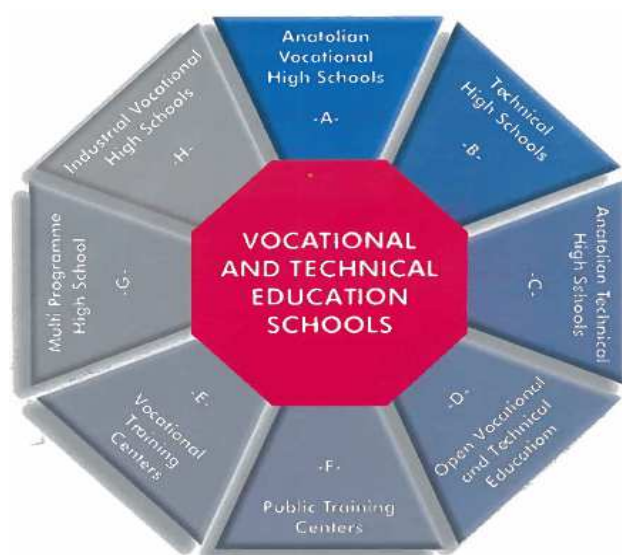 Anatolian
Vocational
High Schools
-A-
Technical
High Schools
-B-
Anatolian Technical
High Schools
-C-
-D-
Open Vocational
and Technical
Educatiom
-F-
Public Training
Centers
-E-
Vocational
Training
Centers
Multi Programme
High School
-G-
Industrial Vocational
High Schools
-H-
VOCATIONAL
AND TECHNICAL
EDUCATION
SCHOOLS